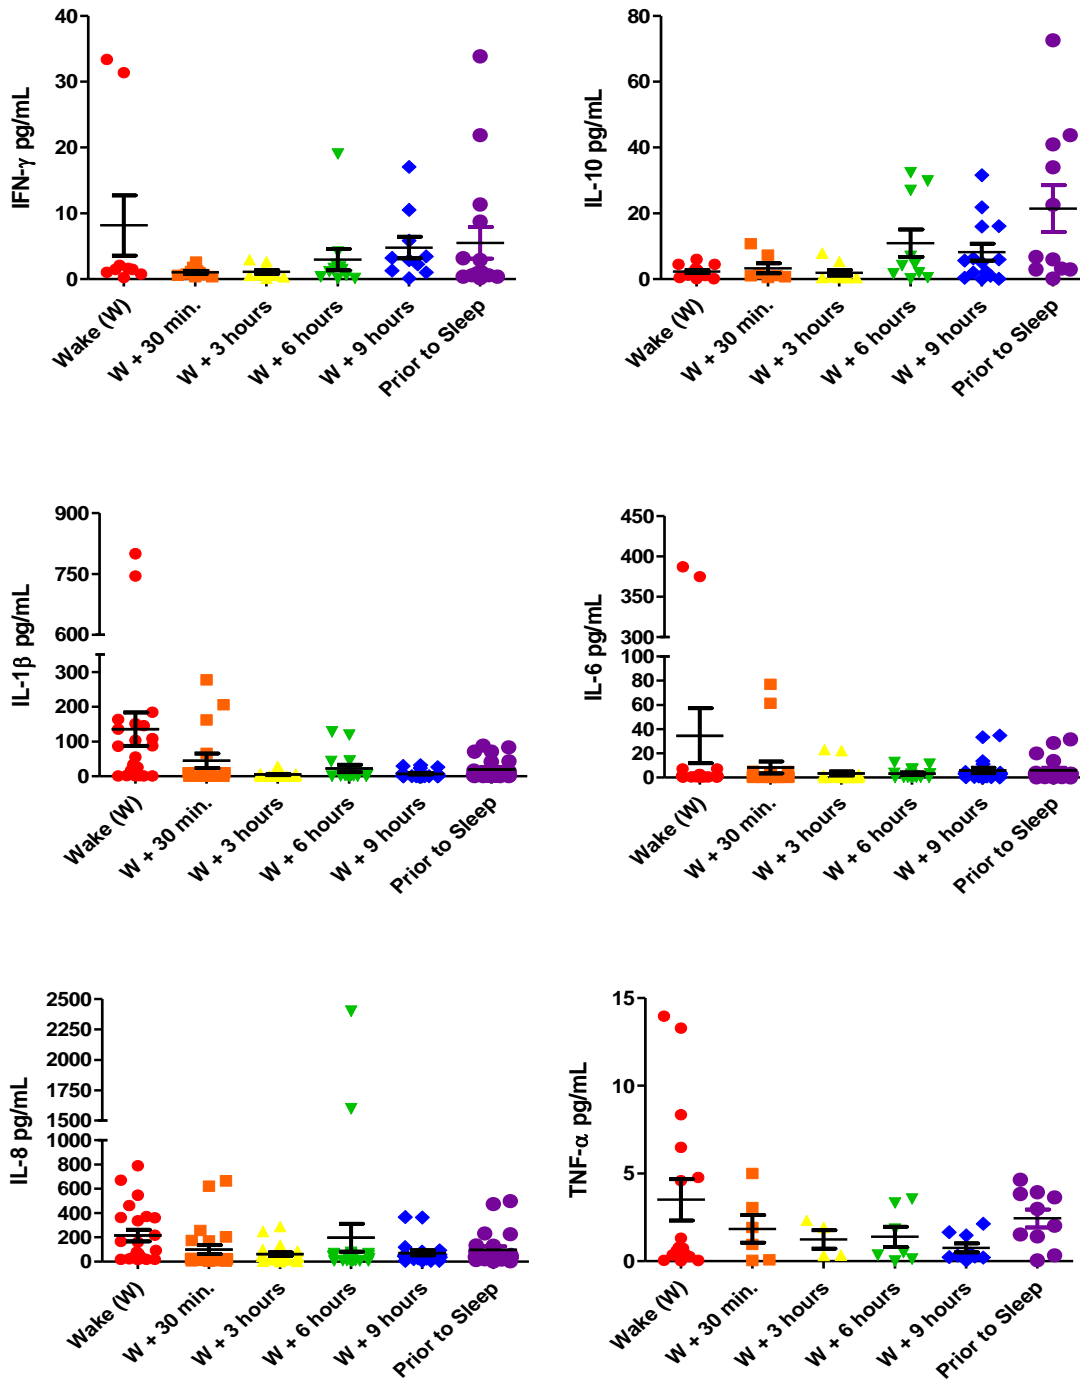 IFN-γ pg/mL
40
30
20
10
0
Wake (W)
W + 30 min.
W + 3 hours
W + 6 hours
W + 9 hours
Prior to Sleep
IL-10 pg/mL
80
60
40
20
0
Wake (W)
W + 30 min.
W + 3 hours
W + 6 hours
W + 9 hours
Prior to Sleep
IL-1β pg/mL
900
750
600
300
200
100
0
Wake (W)
W + 30 min.
W + 3 hours
W + 6 hours
W + 9 hours
Prior to Sleep
IL-6 pg/mL
450
400
350
300
100
80
60
40
20
0
Wake (W)
W + 30 min.
W + 3 hours
W + 6 hours
W + 9 hours
Prior to Sleep
IL-8 pg/mL
2500
2250
2000
1750
1500
1000
800
600
400
200
0
Wake (W)
W + 30 min.
W + 3 hours
W + 6 hours
W + 9 hours
Prior to Sleep
TNF-α pg/mL
15
10
5
0
Wake (W)
W + 30 min.
W + 3 hours
W + 6 hours
W + 9 hours
Prior to Sleep